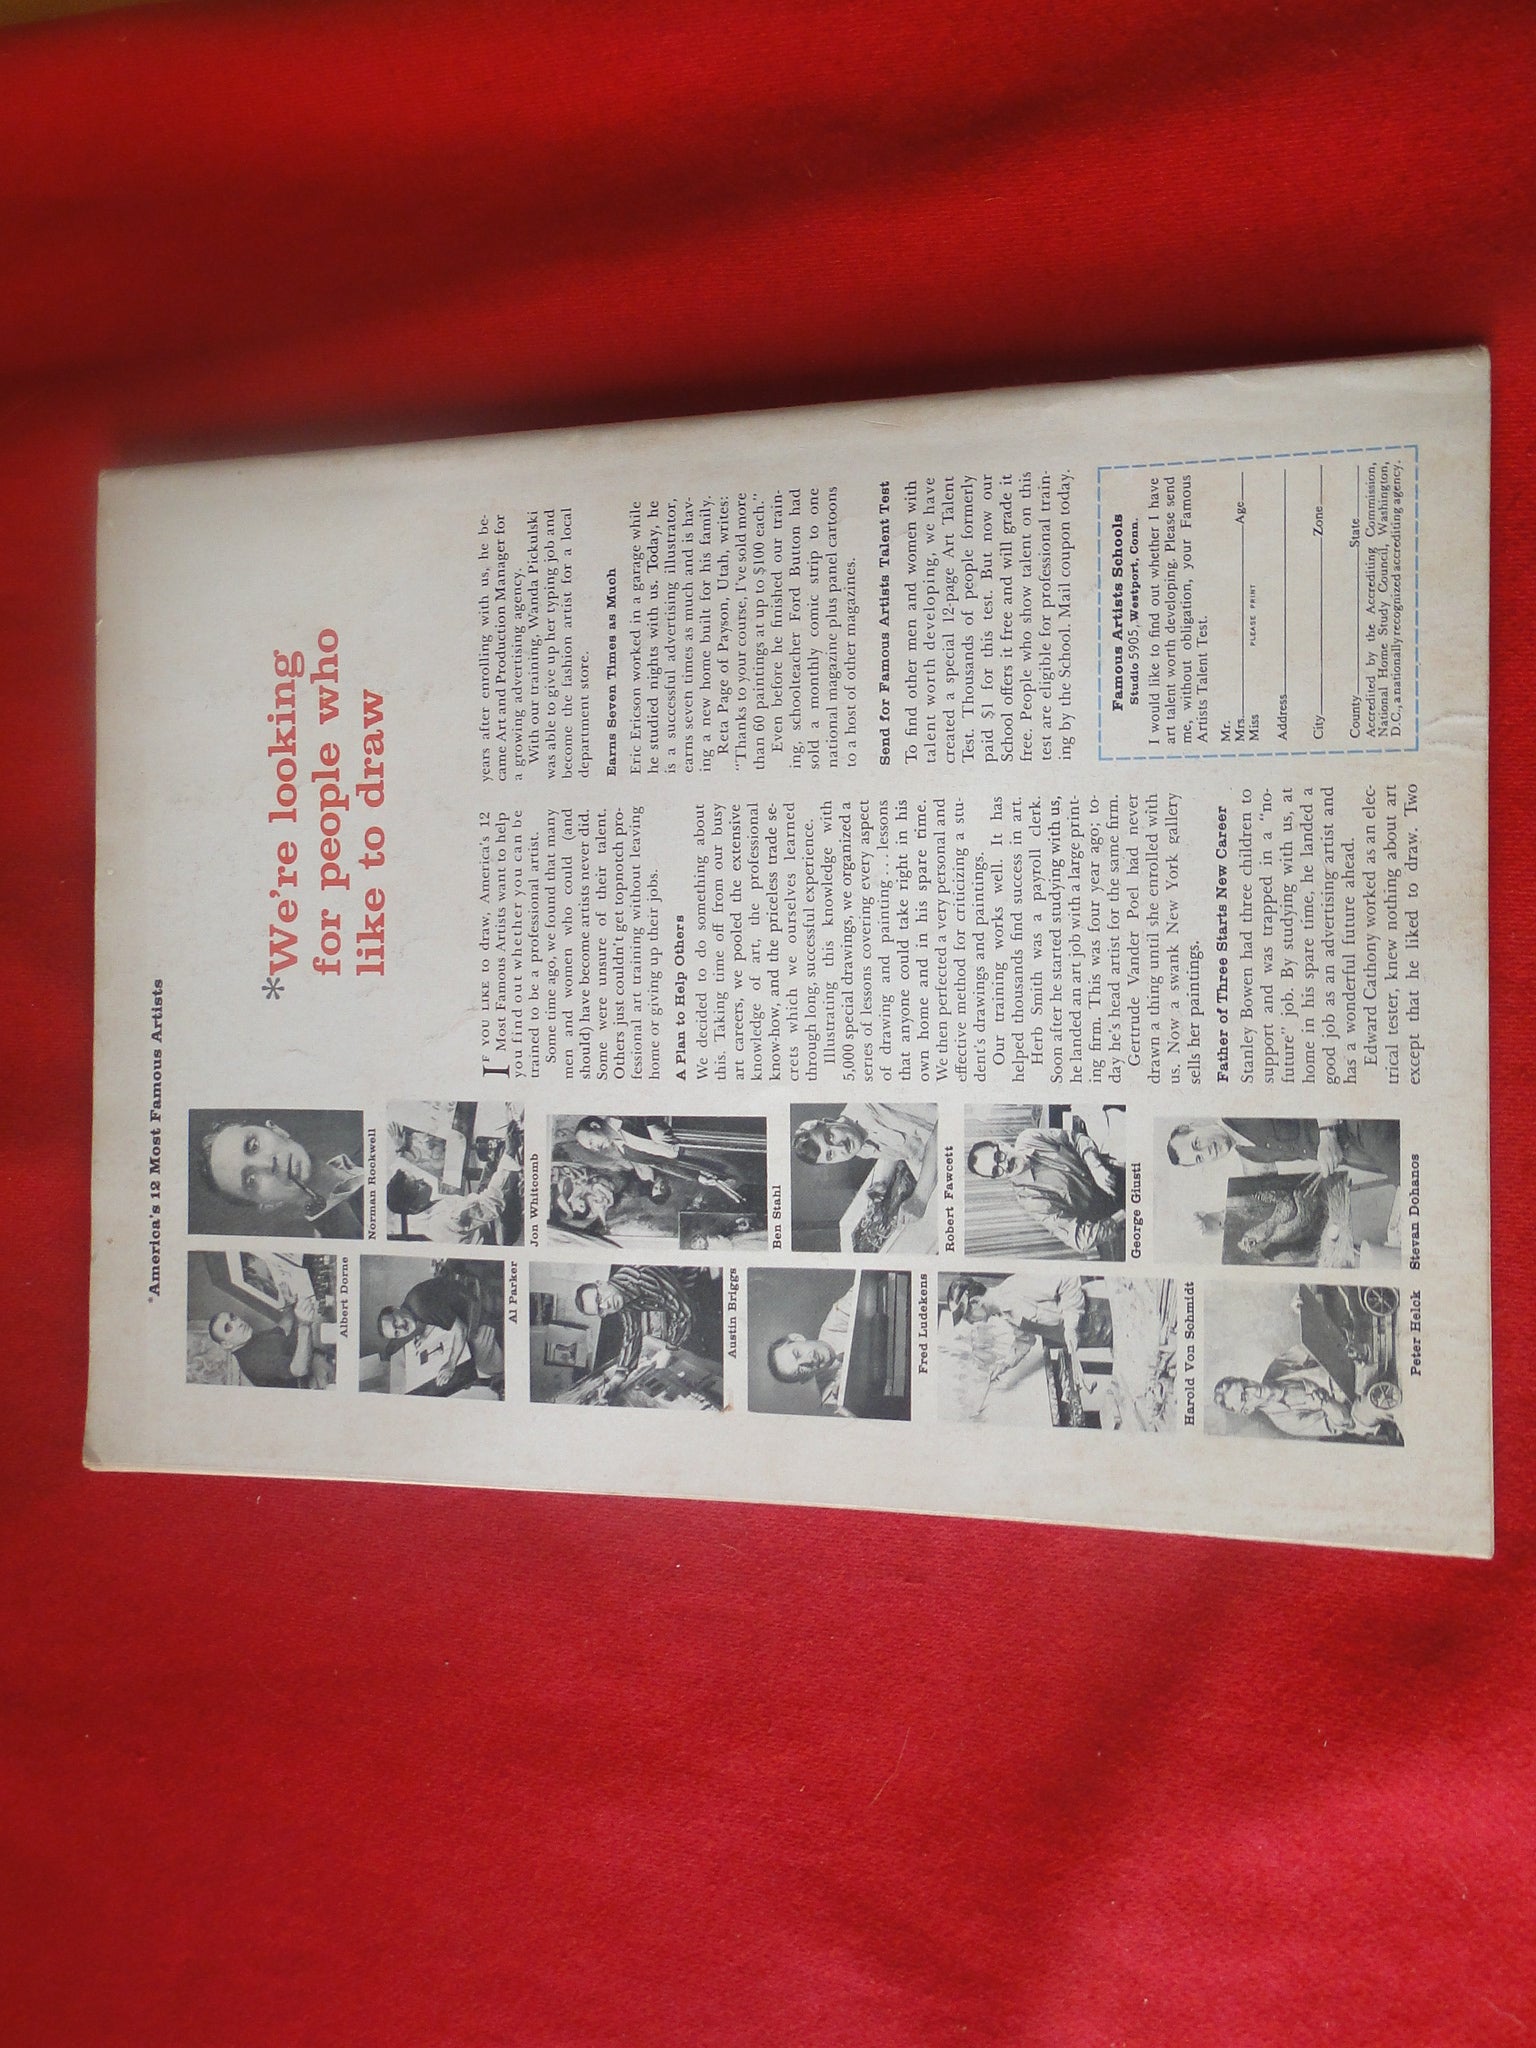 *America's 12 Most Famous Artists
*We're looking
for people who
like to draw
Albert Dorne
Norman Rockwell
Al Parker
Jon Whitcomb
Austin Briggs
Ben Stahl
Fred Ludekens
Robert Fawcett
Harold Von Schmidt
George Giusti
Peter Helck
Stevan Dohanos
IF YOU LIKE to draw, America's 12
Most Famous Artists want to help
you find out whether you can be
trained to be a professional artist.
Some time ago, we found that many
men and women who could (and
should) have become artists never did.
Some were unsure of their talent.
Others just couldn't get topnotch pro-
fessional art training without leaving
home or giving up their jobs.
A Plan to Help Others
We decided to do something about
this. Taking time off from our busy
art careers, we pooled the extensive
knowledge of art, the professional
know-how, and the priceless trade se-
crets which we ourselves learned
through long, successful experience.
Illustrating this knowledge with
5,000 special drawings, we organized a
series of lessons covering every aspect
of drawing and painting...lessons
that anyone could take right in his
own home and in his spare time.
We then perfected a very personal and
effective method for criticizing a stu-
dent's drawings and paintings.
Our training works well. It has
helped thousands find success in art.
Herb Smith was a payroll clerk.
Soon after he started studying with us,
he landed an art job with a large print-
ing firm. This was four year ago; to-
day he's head artist for the same firm.
Gertrude Vander Poel had never
drawn a thing until she enrolled with
us. Now a swank New York gallery
sells her paintings.
Father of Three Starts New Career
Stanley Bowen had three children to
support and was trapped in a "no-
future" job. By studying with us, at
home in his spare time, he landed a
good job as an advertising artist and
has a wonderful future ahead.
Edward Cathony worked as an elec-
trical tester, knew nothing about art
except that he liked to draw. Two
years after enrolling with us, he be-
came Art and Production Manager for
a growing advertising agency.
With our training, Wanda Pickulski
was able to give up her typing job and
become the fashion artist for a local
department store.
Earns Seven Times as Much
Eric Ericson worked in a garage while
he studied nights with us. Today, he
is a successful advertising illustrator,
earns seven times as much and is hav-
ing a new home built for his family.
Reta Page of Payson, Utah, writes:
"Thanks to your course, I've sold more
than 60 paintings at up to $100 each."
Even before he finished our train-
ing, schoolteacher Ford Button had
sold a monthly comic strip to one
national magazine plus panel cartoons
to a host of other magazines.
Send for Famous Artists Talent Test
To find other men and women with
talent worth developing, we have
created a special 12-page Art Talent
Test. Thousands of people formerly
paid $1 for this test. But now our
School offers it free and will grade it
free. People who show talent on this
test are eligible for professional train-
ing by the School. Mail coupon today.
Famous Artists Schools
Studio 5905, Westport, Conn.
I would like to find out whether I have
art talent worth developing. Please send
me, without obligation, your Famous
Artists Talent Test.
Mr.
Mrs. Age
Miss PLEASE PRINT
Address
City Zone
County State
Accredited by the Accrediting Commission,
National Home Study Council, Washington,
D.C., a nationally recognized accrediting agency.